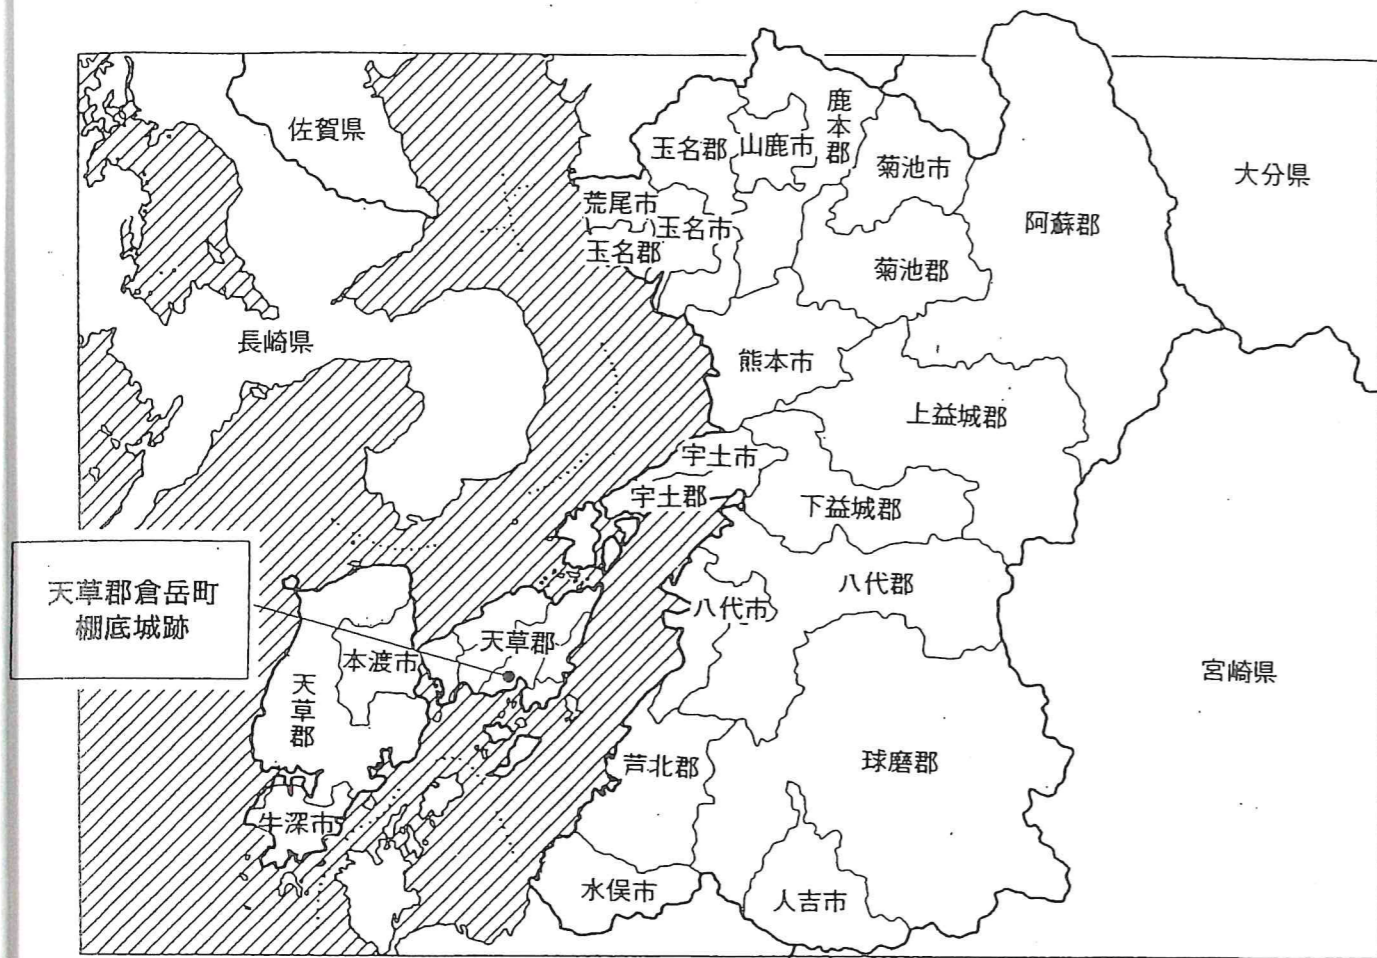 佐賀県
玉名郡
山鹿市
鹿本郡
菊池市
大分県
荒尾市
玉名市
玉名郡
菊池郡
阿蘇郡
長崎県
熊本市
上益城郡
宇土市
宇土郡
下益城郡
天草郡倉岳町
棚底城跡
八代市
八代郡
本渡市
天草郡
天草郡
宮崎県
芦北郡
球磨郡
牛深市
水俣市
人吉市